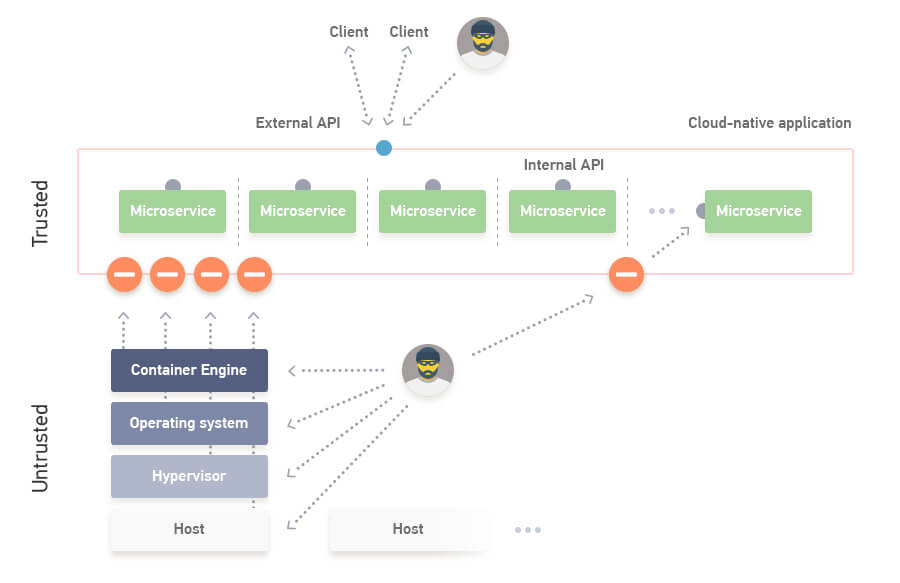 Client
Client
External API
Cloud-native application
Internal API
Trusted
Microservice
Microservice
Microservice
Microservice
Microservice
Untrusted
Container Engine
Operating system
Hypervisor
Host
Host